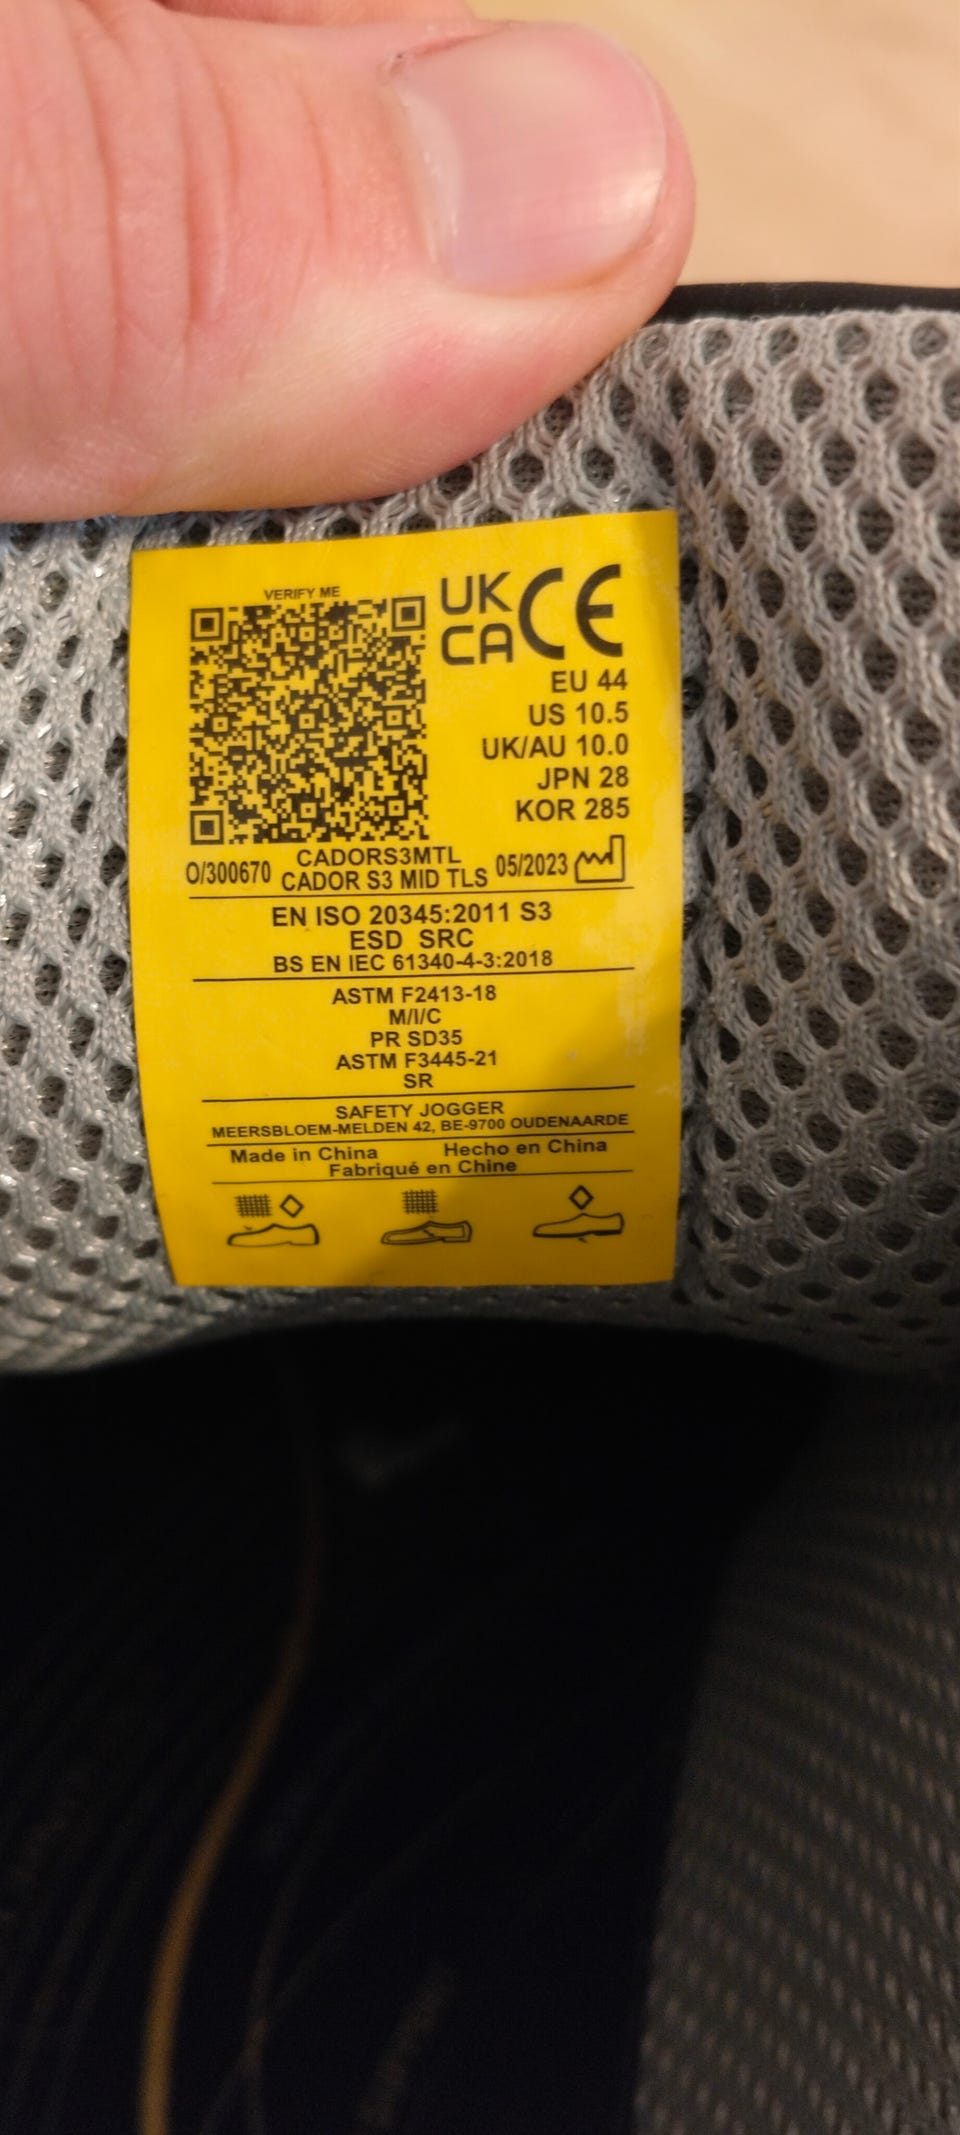 VERIFY ME
UK
CA
CE
EU 44
US 10.5
UK/AU 10.0
JPN 28
KOR 285
O/300670
CADORS3MTL
CADOR S3 MID TLS
05/2023
EN ISO 20345:2011 S3
ESD SRC
BS EN IEC 61340-4-3:2018
ASTM F2413-18
M/I/C
PR SD35
ASTM F3445-21
SR
SAFETY JOGGER
MEERSBLOEM-MELDEN 42, BE-9700 OUDENAARDE
Made in China Hecho en China
Fabriqué en Chine